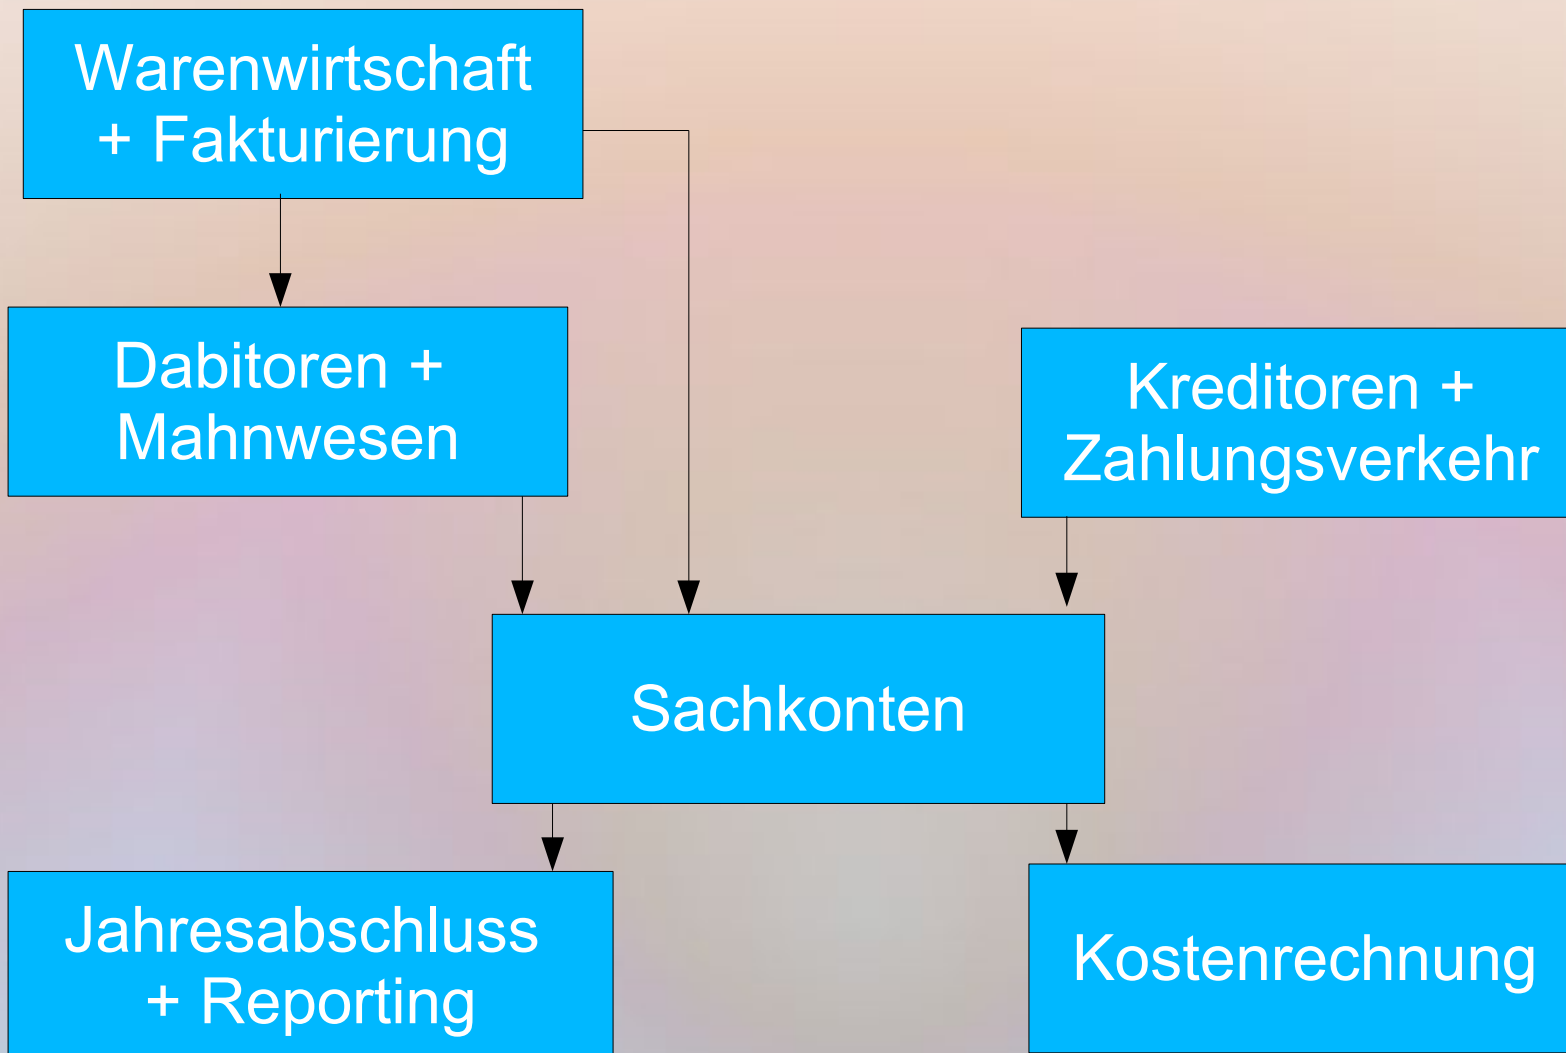 Warenwirtschaft
+ Fakturierung
Dabitoren +
Mahnwesen
Kreditoren +
Zahlungsverkehr
Sachkonten
Jahresabschluss
+ Reporting
Kostenrechnung